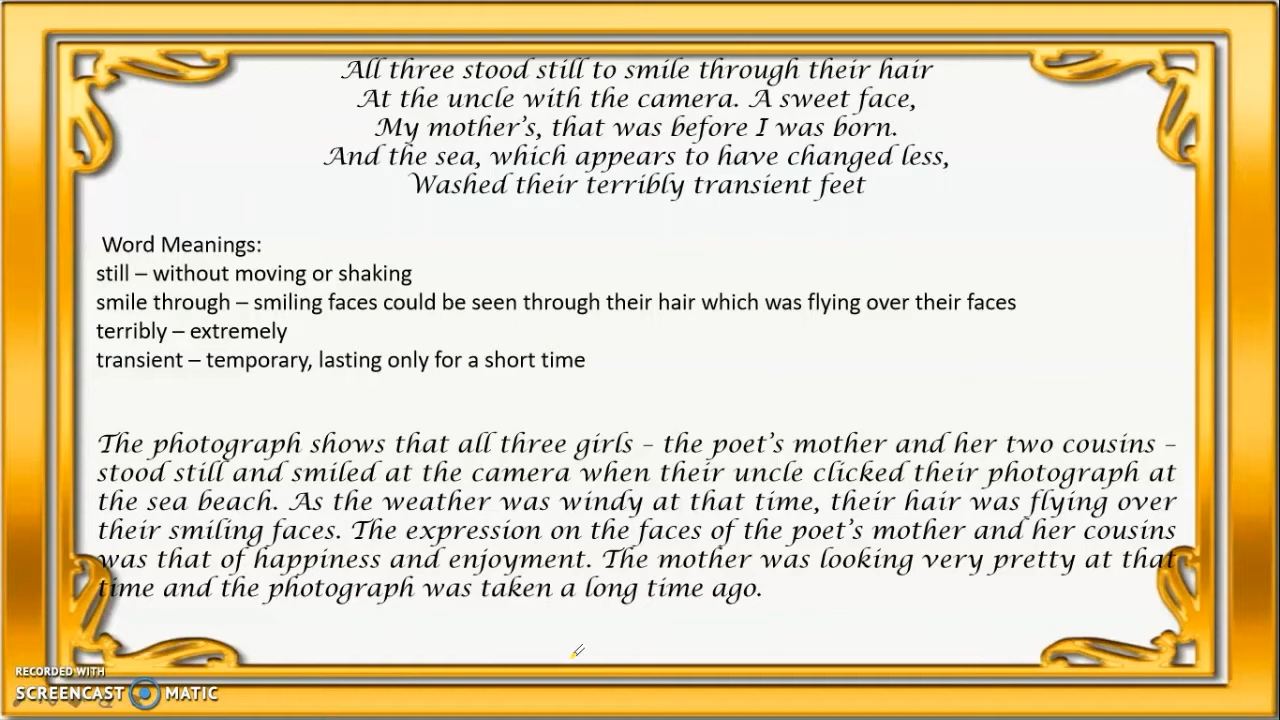 All three stood still to smile through their hair
At the uncle with the camera. A sweet face,
My mother's, that was before I was born.
And the sea, which appears to have changed less,
Washed their terribly transient feet
Word Meanings:
still – without moving or shaking
smile through – smiling faces could be seen through their hair which was flying over their faces
terribly – extremely
transient – temporary, lasting only for a short time
The photograph shows that all three girls – the poet's mother and her two cousins –
stood still and smiled at the camera when their uncle clicked their photograph at
the sea beach. As the weather was windy at that time, their hair was flying over
their smiling faces. The expression on the faces of the poet's mother and her cousins
was that of happiness and enjoyment. The mother was looking very pretty at that
time and the photograph was taken a long time ago.
RECORDED WITH
SCREENCAST MATIC